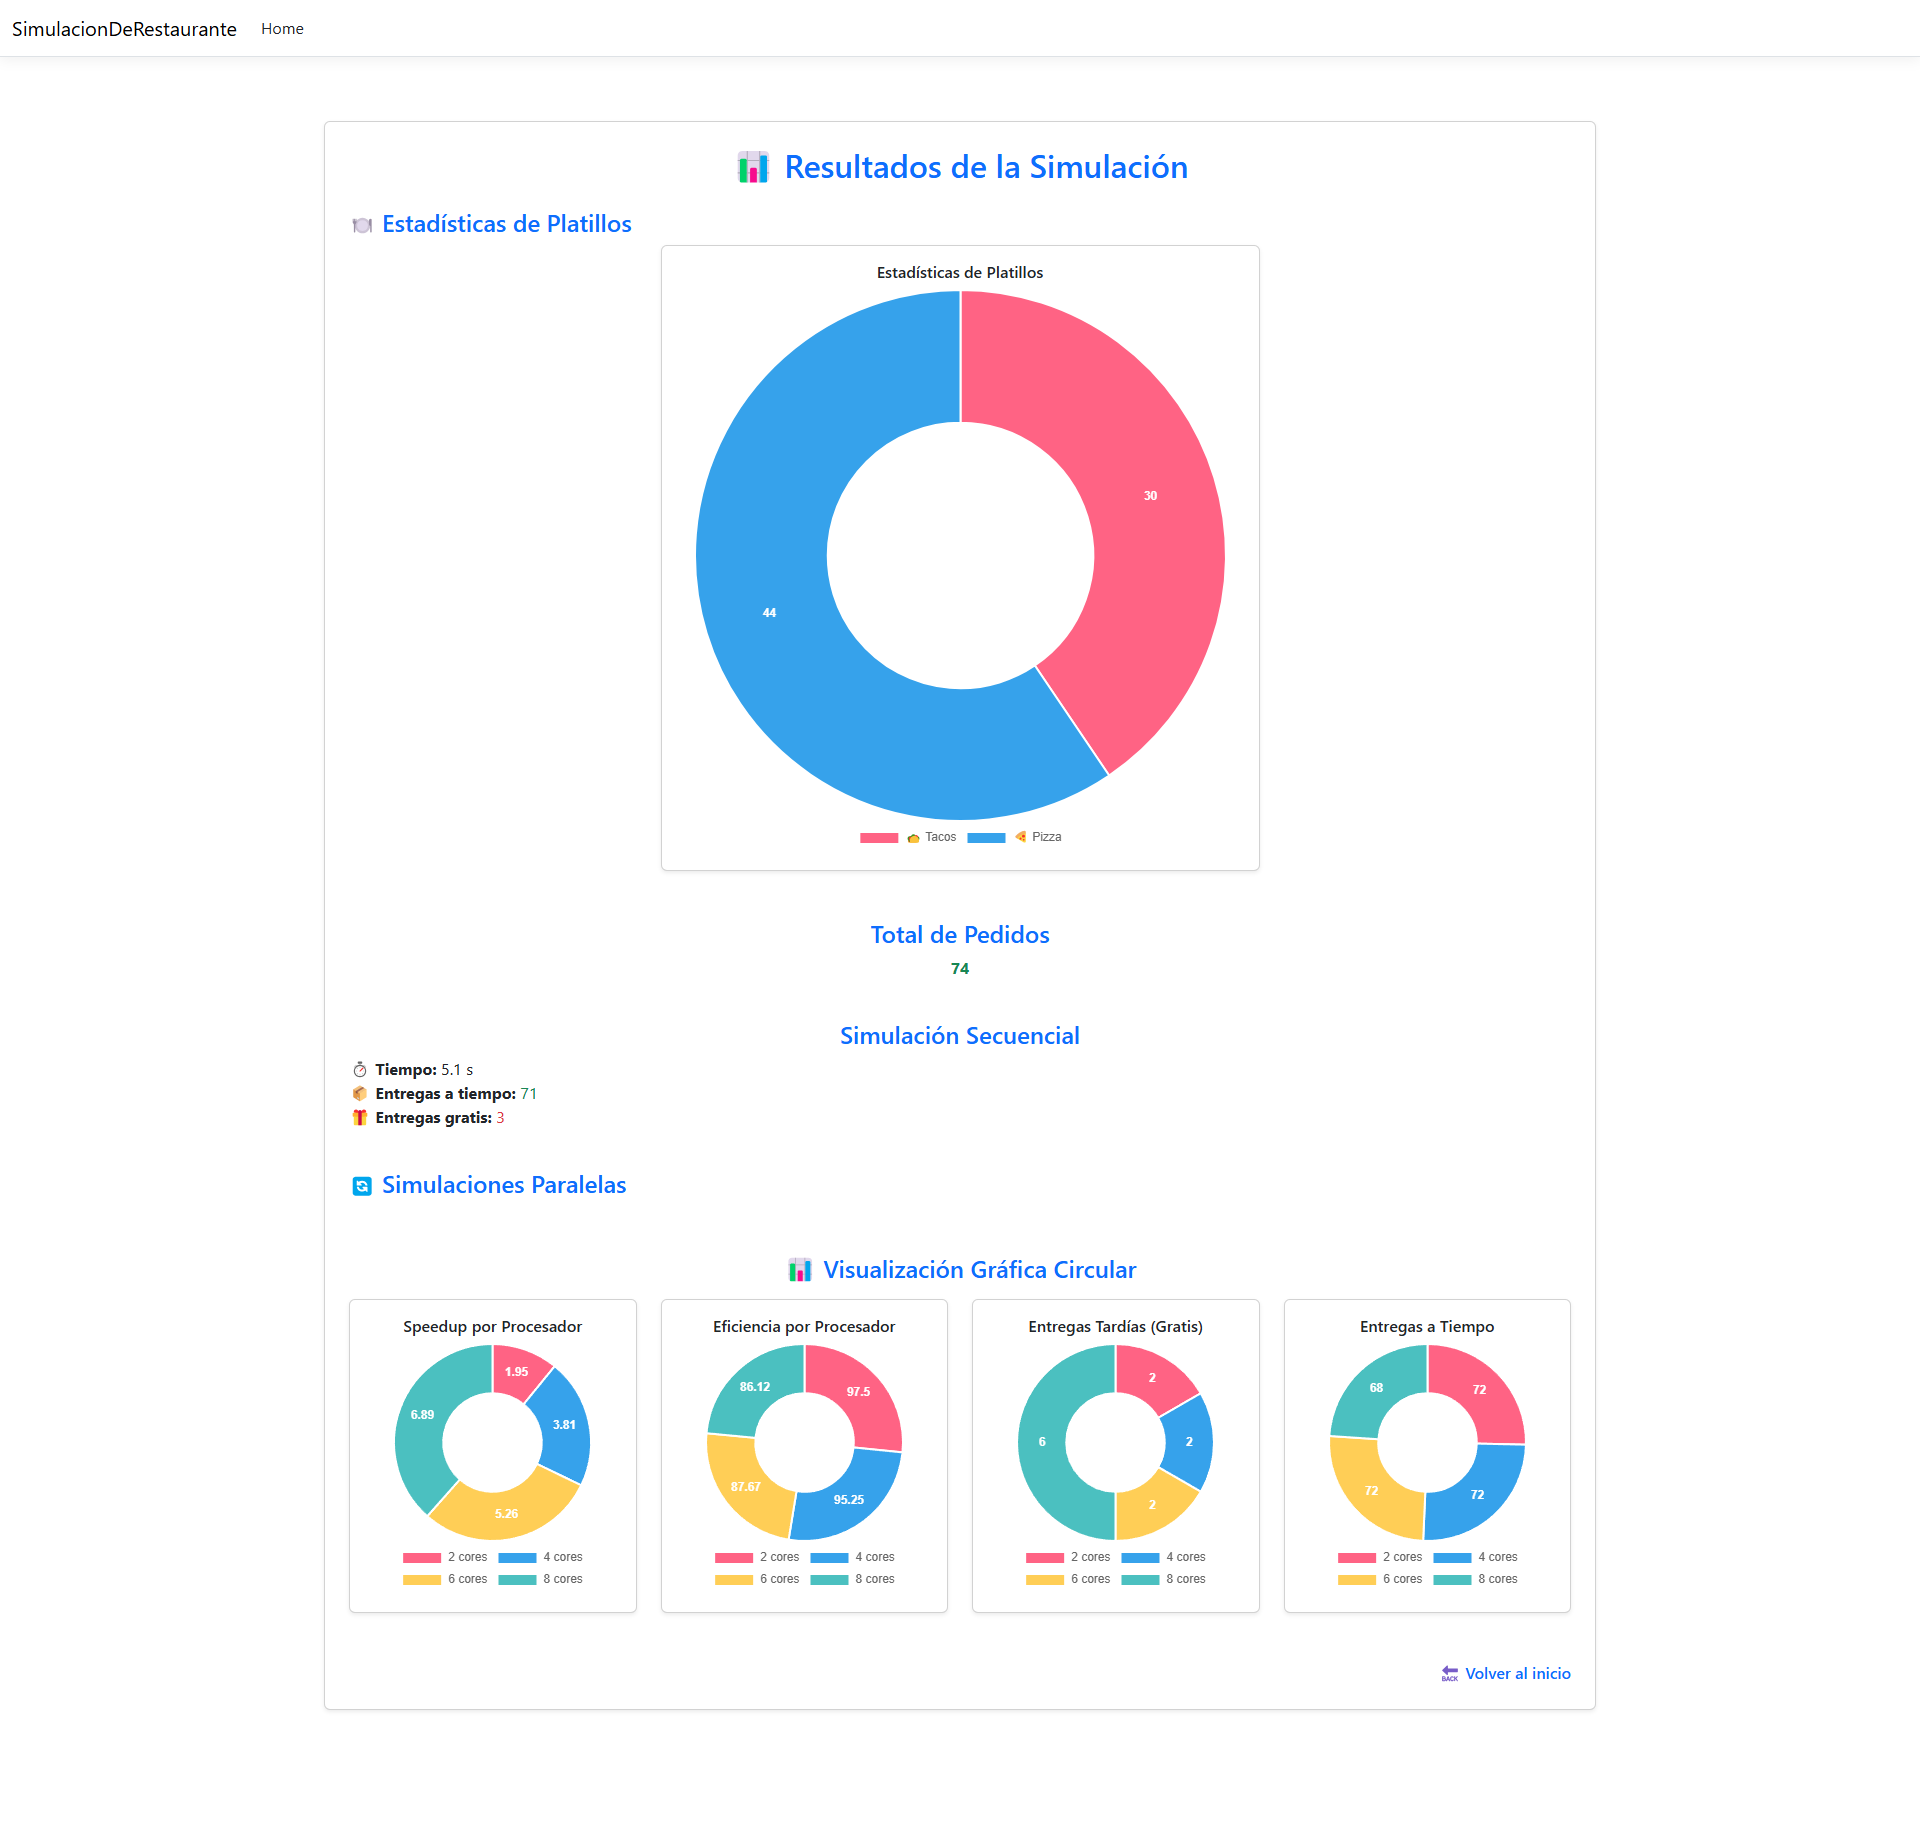 SimulacionDeRestaurante Home
Resultados de la Simulación
Estadísticas de Platillos
Estadísticas de Platillos
30
44
Tacos Pizza
Total de Pedidos
74
Simulación Secuencial
Tiempo: 5.1 s
Entregas a tiempo: 71
Entregas gratis: 3
Simulaciones Paralelas
Visualización Gráfica Circular
Speedup por Procesador
1.95
3.81
5.26
6.89
2 cores 4 cores
6 cores 8 cores
Eficiencia por Procesador
97.5
95.25
87.67
86.12
2 cores 4 cores
6 cores 8 cores
Entregas Tardías (Gratis)
2
2
2
6
2 cores 4 cores
6 cores 8 cores
Entregas a Tiempo
72
72
72
68
2 cores 4 cores
6 cores 8 cores
BACK Volver al inicio